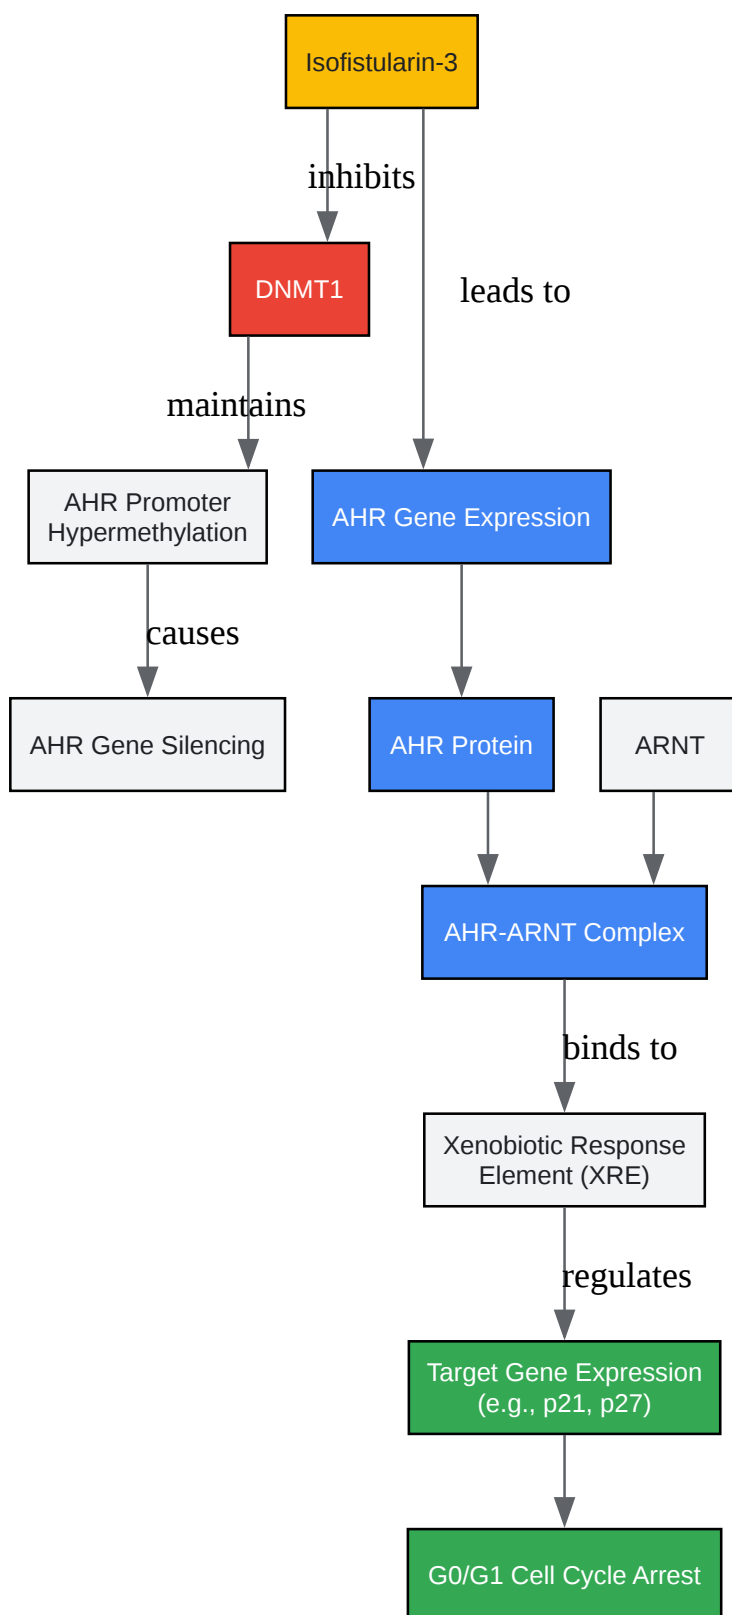 Isofistularin-3
inhibits
DNMT1
leads to
maintains
AHR Promoter
Hypermethylation
AHR Gene Expression
causes
AHR Gene Silencing
AHR Protein
ARNT
AHR-ARNT Complex
binds to
Xenobiotic Response
Element (XRE)
regulates
Target Gene Expression
(e.g., p21, p27)
G0/G1 Cell Cycle Arrest